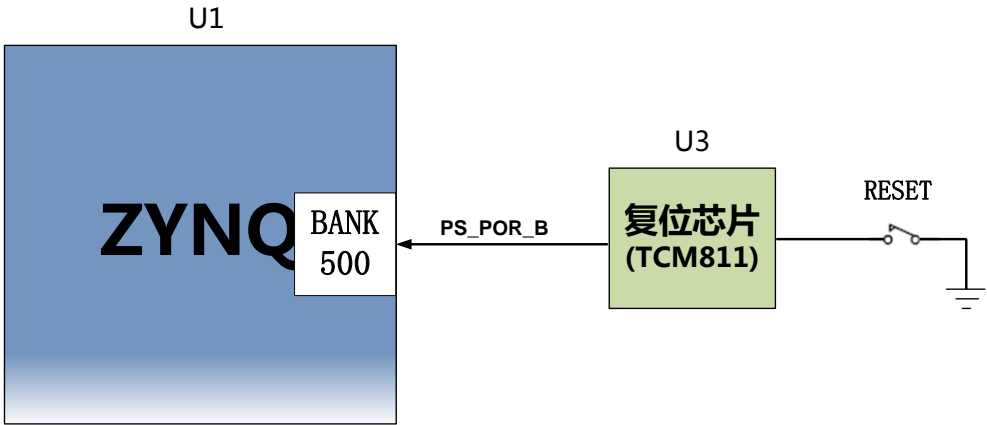 U1
ZYNQ
BANK
500
PS_POR_B
U3
复位芯片
(TCM811)
RESET